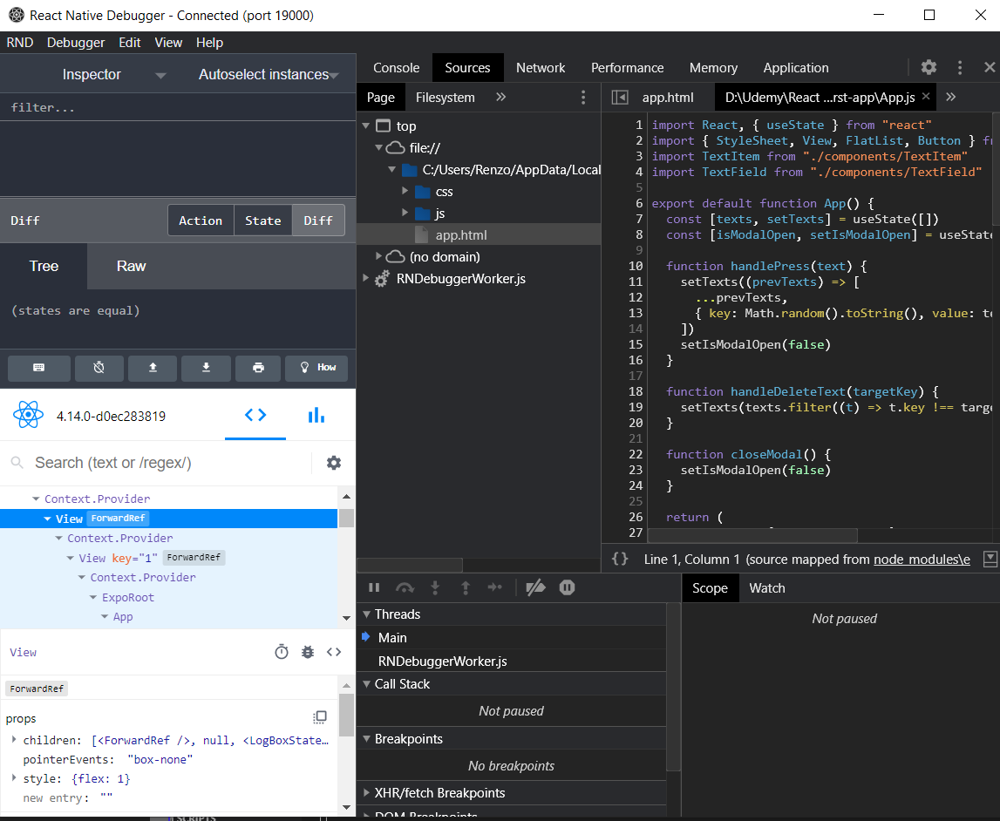 React Native Debugger - Connected (port 19000)
RND Debugger Edit View Help
Inspector Autoselect instances
filter...
Diff Action State Diff
Tree Raw
(states are equal)
How
4.14.0-d0ec283819
Search (text or /regex/)
Context.Provider
View ForwardRef
Context.Provider
View key="1" ForwardRef
Context.Provider
ExpoRoot
App
View
ForwardRef
props
children: [<ForwardRef />, null, <LogBoxState…
pointerEvents: "box-none"
style: {flex: 1}
new entry: ""
SCRIPTS
Console Sources Network Performance Memory Application
Page Filesystem »
top
file://
C:/Users/Renzo/AppData/Local
css
js
app.html
(no domain)
RNDebuggerWorker.js
app.html D:\Udemy\React ...rst-app\App.js × »
1 import React, { useState } from "react"
2 import { StyleSheet, View, FlatList, Button } fr
3 import TextItem from "./components/TextItem"
4 import TextField from "./components/TextField"
5
6 export default function App() {
7 const [texts, setTexts] = useState([])
8 const [isModalOpen, setIsModalOpen] = useState
9
10 function handlePress(text) {
11 setTexts((prevTexts) => [
12 ...prevTexts,
13 { key: Math.random().toString(), value: te
14 ])
15 setIsModalOpen(false)
16 }
17
18 function handleDeleteText(targetKey) {
19 setTexts(texts.filter((t) => t.key !== targe
20 }
21
22 function closeModal() {
23 setIsModalOpen(false)
24 }
25
26 return (
27
{} Line 1, Column 1 (source mapped from node_modules\e
Threads
Main
RNDebuggerWorker.js
Call Stack
Not paused
Breakpoints
No breakpoints
XHR/fetch Breakpoints
DOM Breakpoints
Scope Watch
Not paused